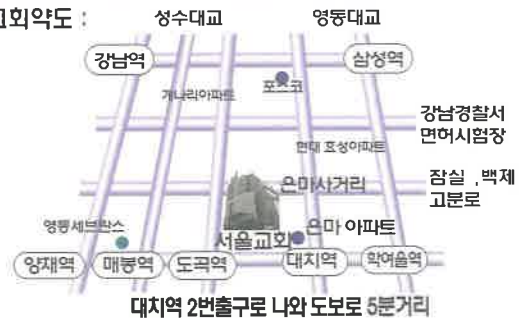 교회약도 :
성수대교
영동대교
강남역
삼성역
포스코
개나리아파트
강남경찰서
면허시험장
현대 효성아파트
은마사거리
잠실 , 백제
고분로
영동세브란스
서울교회
은마 아파트
양재역
매봉역
도곡역
대치역
학여울역
대치역 2번출구로 나와 도보로 5분거리